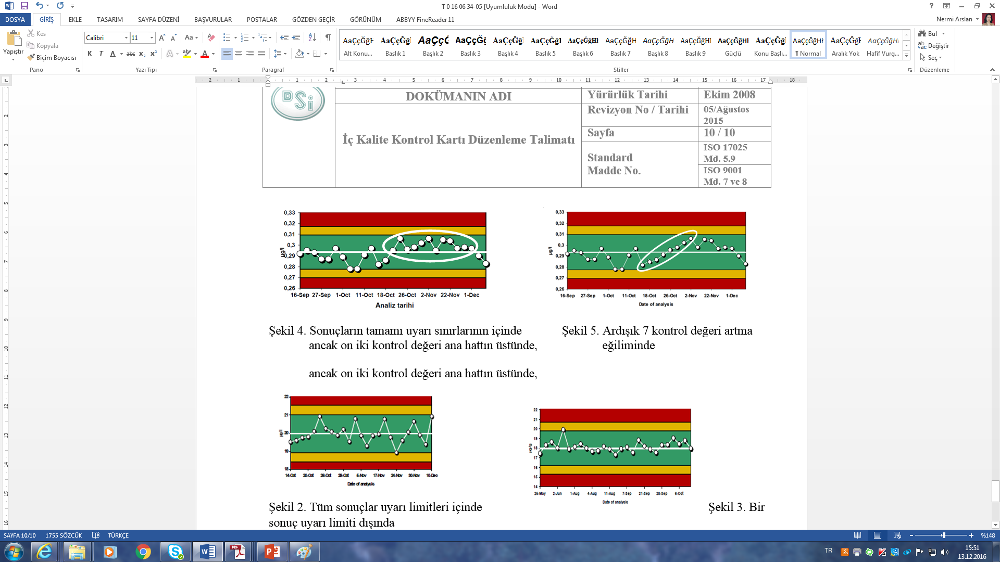 T 0 16 06 34-05 [Uyumluluk Modu] - Word
DOSYA GİRİŞ EKLE TASARIM SAYFA DÜZENİ BAŞVURULAR POSTALAR GÖZDEN GEÇİR GÖRÜNÜM ABBYY FineReader 11
Nermi Arslan
Yapıştır
Kes
Kopyala
Biçim Boyacısı
Pano
Calibri 11
K T A abc x₂ x²
Yazı Tipi
Paragraf
AaÇçĞğH AaÇçĞğI AaÇçĞ AaÇçĞğ AaÇçĞğI AaÇçĞğI AaÇçĞğHI AaÇçĞğH AaÇçĞğH AaÇçĞğHI AaÇçĞğHI AaÇçĞğ AaÇçĞğHI AaÇçĞğI AaÇçĞğHI
Alt Konu... Başlık 1 Başlık 2 Başlık 3 Başlık 4 Başlık 5 Başlık 6 Başlık 7 Başlık 8 Başlık 9 Güçlü Konu Başlı... ¶ Normal Aralık Yok Hafif Vurg...
Stiller
Bul
Değiştir
Seç
Düzenleme
2 1 1 2 3 4 5 6 7 8 9 10 11 12 13 14 15 16 17 18
DSİ
DOKÜMANIN ADI
İç Kalite Kontrol Kartı Düzenleme Talimatı
Yürürlük Tarihi
Ekim 2008
Revizyon No / Tarihi
05/Ağustos
2015
Sayfa
10 / 10
Standard
Madde No.
ISO 17025
Md. 5.9
ISO 9001
Md. 7 ve 8
0,33
0,32
0,31
0,3
0,29
0,28
0,27
0,26
µg/l
16-Sep 27-Sep 1-Oct 11-Oct 18-Oct 26-Oct 2-Nov 22-Nov 1-Dec
Analiz tarihi
0,33
0,32
0,31
0,3
0,29
0,28
0,27
0,26
µg/l
16-Sep 27-Sep 1-Oct 11-Oct 18-Oct 26-Oct 2-Nov 22-Nov 1-Dec
Date of analysis
Şekil 4. Sonuçların tamamı uyarı sınırlarının içinde
ancak on iki kontrol değeri ana hattın üstünde,
Şekil 5. Ardışık 7 kontrol değeri artma
eğiliminde
ancak on iki kontrol değeri ana hattın üstünde,
22
21
20
19
18
µg/l
14-Oct 20-Oct 26-Oct 28-Oct 5-Nov 17-Nov 24-Nov 30-Nov 10-Dec
Date of analysis
22
21
20
19
18
17
16
15
14
µg/g
25-May 2-Jun 1-Aug 4-Aug 11-Aug 7-Sep 21-Sep 28-Sep 6-Oct
Date of analysis
Şekil 2. Tüm sonuçlar uyarı limitleri içinde
Şekil 3. Bir
sonuç uyarı limiti dışında
SAYFA 10/10 1755 SÖZCÜK TÜRKÇE
%148
TR
15:51
13.12.2016